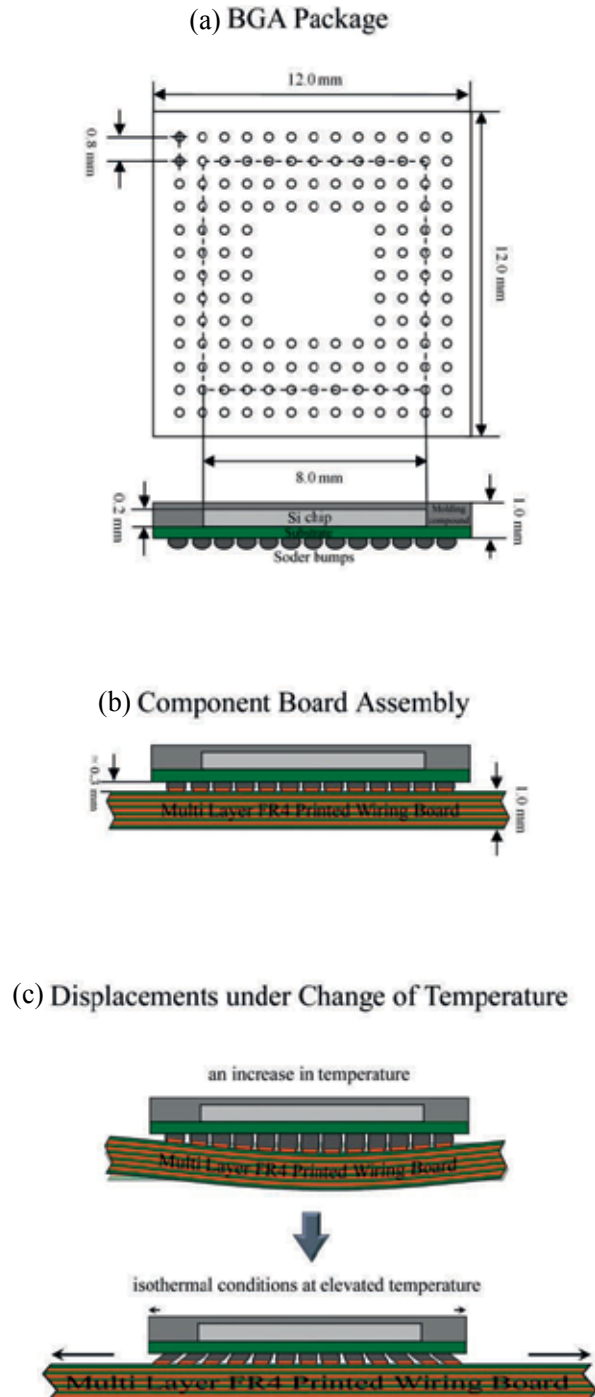 (a) BGA Package
12.0 mm
0.8 mm
12.0 mm
8.0 mm
0.2 mm
Si chip
Molding
compound
1.0 mm
Substrate
Soder bumps
(b) Component Board Assembly
≈ 0.3 mm
Multi Layer FR4 Printed Wiring Board
1.0 mm
(c) Displacements under Change of Temperature
an increase in temperature
Multi Layer FR4 Printed Wiring Board
isothermal conditions at elevated temperature
Multi Layer FR4 Printed Wiring Board